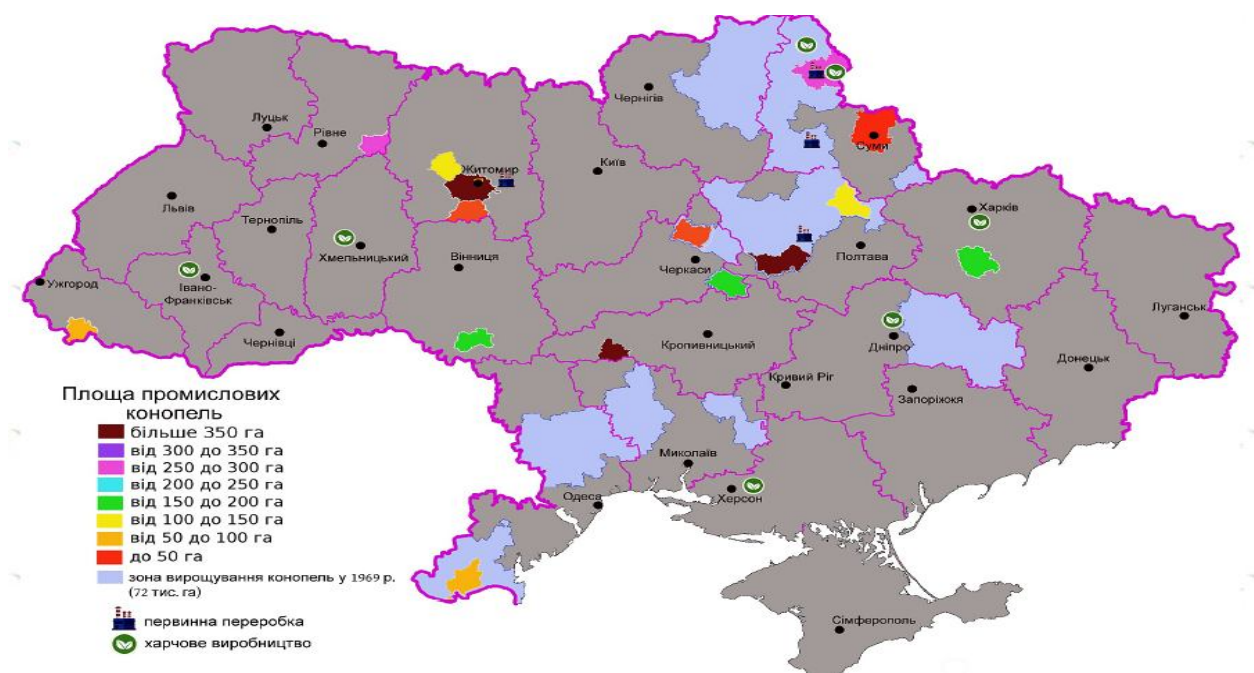 Чернігів
Луцьк
Рівне
Житомир
Київ
Суми
Львів
Тернопіль
Хмельницький
Вінниця
Черкаси
Полтава
Харків
Ужгород
Івано-
Франківськ
Чернівці
Кропивницький
Дніпро
Луганськ
Донецьк
Кривий Ріг
Запоріжжя
Миколаїв
Одеса
Херсон
Сімферополь
Площа промислових
конопель
більше 350 га
від 300 до 350 га
від 250 до 300 га
від 200 до 250 га
від 150 до 200 га
від 100 до 150 га
від 50 до 100 га
до 50 га
зона вирощування конопель у 1969 р.
(72 тис. га)
первинна переробка
харчове виробництво